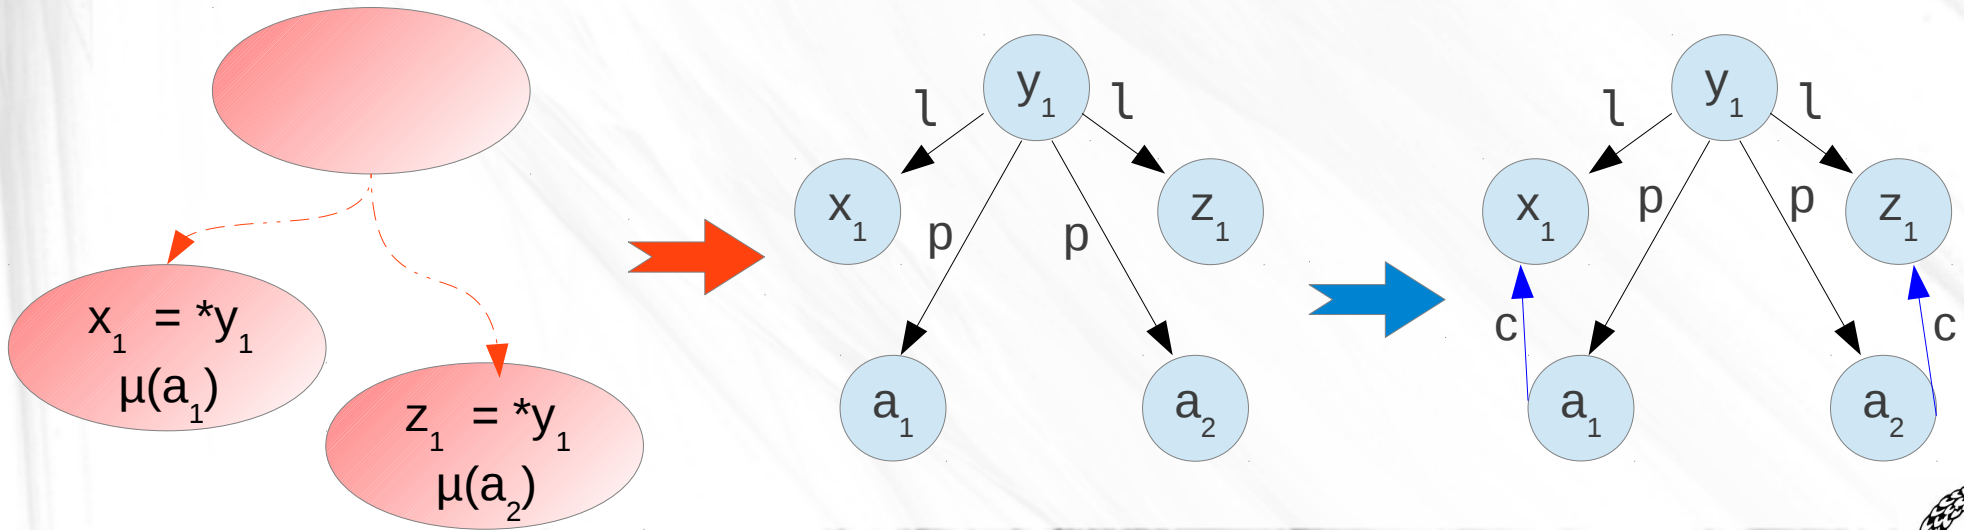 x₁ = *y₁
µ(a₁)
z₁ = *y₁
µ(a₂)
y₁
l
l
x₁
z₁
p
p
a₁
a₂
y₁
l
l
x₁
z₁
p
p
c
c
a₁
a₂